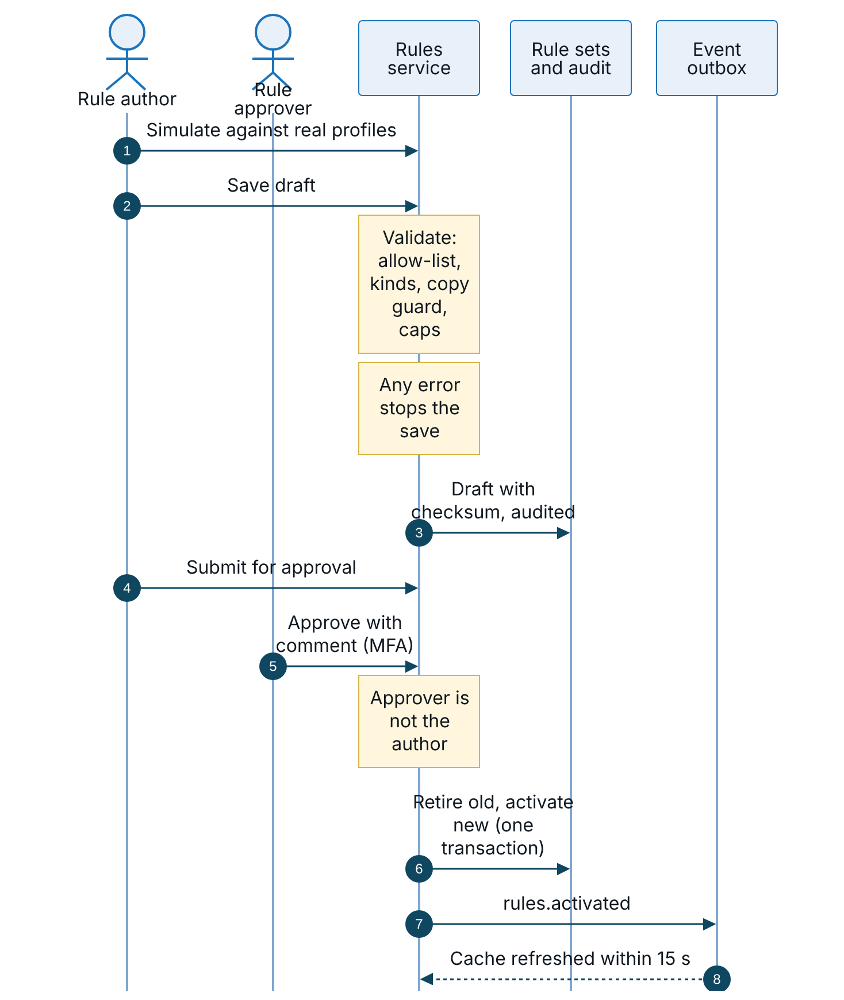 Rule author
Rule
approver
Rules
service
Rule sets
and audit
Event
outbox
Simulate against real profiles
1
Save draft
2
Validate:
allow-list,
kinds, copy
guard,
caps
Any error
stops the
save
Draft with
checksum, audited
3
Submit for approval
4
Approve with
comment (MFA)
5
Approver is
not the
author
Retire old, activate
new (one
transaction)
6
rules.activated
7
Cache refreshed within 15 s
8